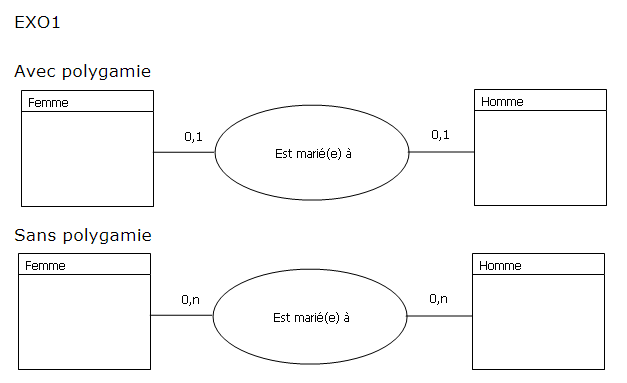 EXO1
Avec polygamie
Femme
Homme
0,1
0,1
Est marié(e) à
Sans polygamie
Femme
Homme
0,n
0,n
Est marié(e) à